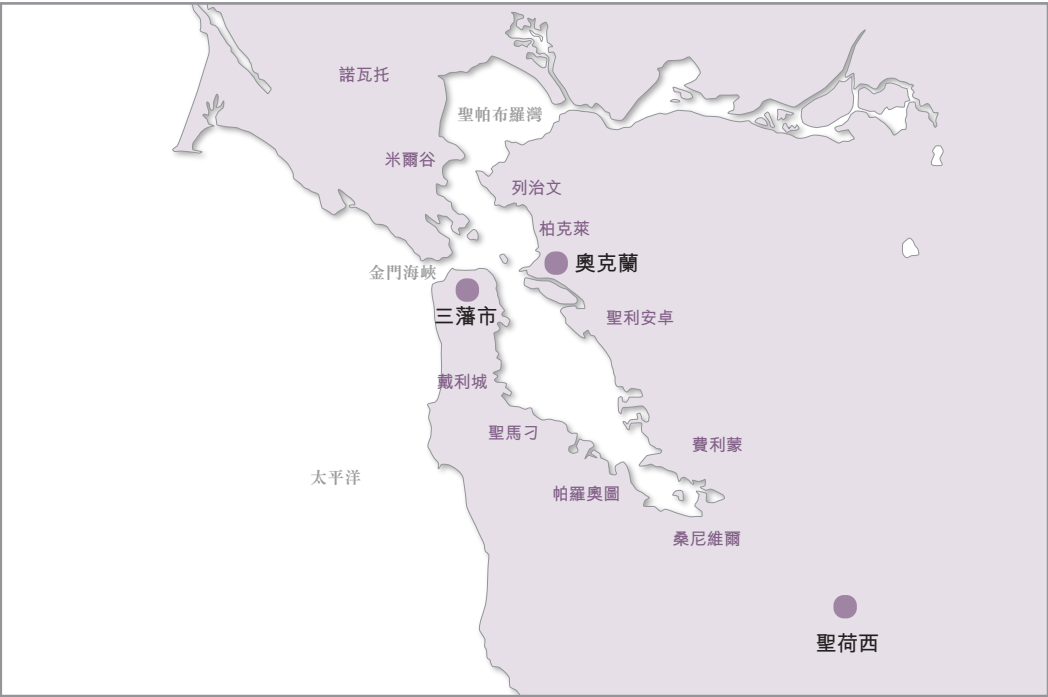 諾瓦托
聖帕布羅灣
米爾谷
列治文
柏克萊
奧克蘭
金門海峽
三藩市
聖利安卓
戴利城
聖馬刁
費利蒙
太平洋
帕羅奧圖
桑尼維爾
聖荷西